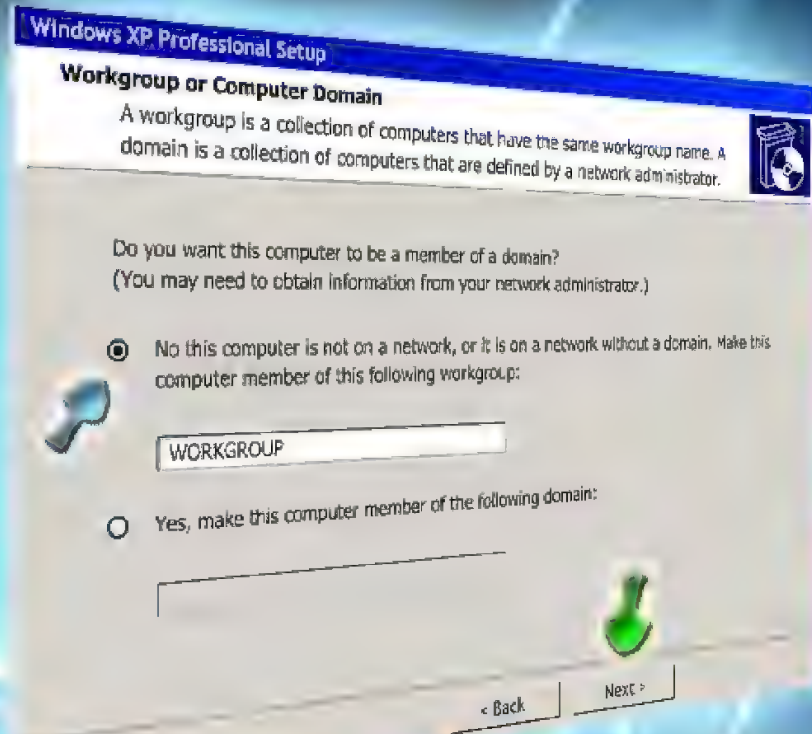 Windows XP Professional Setup
Workgroup or Computer Domain
A workgroup is a collection of computers that have the same workgroup name. A
domain is a collection of computers that are defined by a network administrator.
Do you want this computer to be a member of a domain?
(You may need to obtain information from your network administrator.)
No this computer is not on a network, or it is on a network without a domain. Make this
computer member of this following workgroup:
WORKGROUP
Yes, make this computer member of the following domain:
< Back
Next >